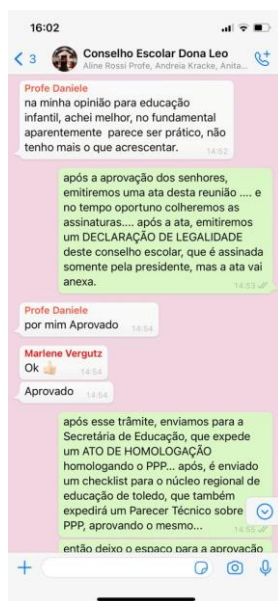 16:02
3
Conselho Escolar Dona Leo
Aline Rossi Profe, Andreia Kracke, Anita...
Profe Daniele
na minha opinião para educação
infantil, achei melhor, no fundamental
aparentemente parece ser prático, não
tenho mais o que acrescentar.
14:52
após a aprovação dos senhores,
emitiremos uma ata desta reunião .... e
no tempo oportuno colheremos as
assinaturas.... após a ata, emitiremos
um DECLARAÇÃO DE LEGALIDADE
deste conselho escolar, que é assinada
somente pela presidente, mas a ata vai
anexa.
14:53
Profe Daniele
por mim Aprovado 14:54
Marlene Vergutz
Ok 👍🏻 14:54
Aprovado 14:54
após esse trâmite, enviamos para a
Secretária de Educação, que expede
um ATO DE HOMOLOGAÇÃO
homologando o PPP... após, é enviado
um checklist para o núcleo regional de
educação de toledo, que também
expedirá um Parecer Técnico sobre
PPP, aprovando o mesmo...
14:55
então deixo o espaço para a aprovação